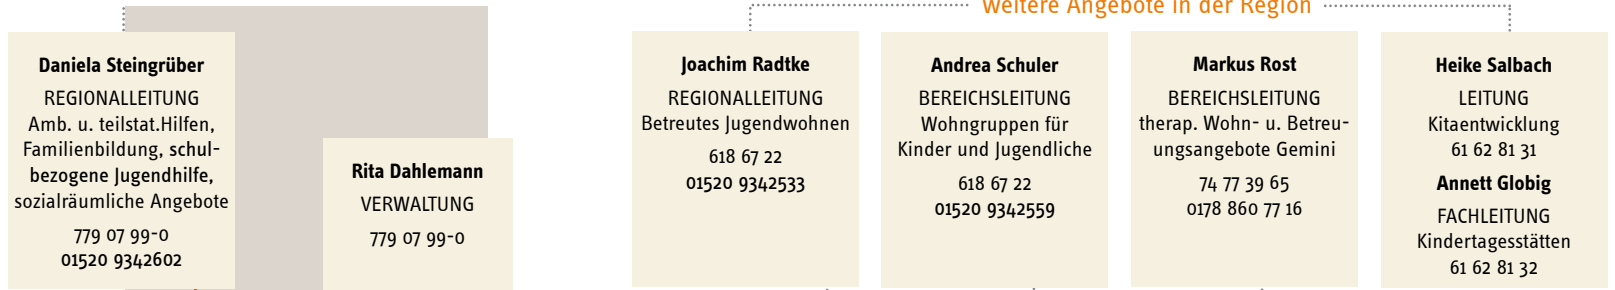 weitere Angebote in der Region
Daniela Steingrüber
REGIONALLEITUNG
Amb. u. teilstat.Hilfen,
Familienbildung, schul-
bezogene Jugendhilfe,
sozialräumliche Angebote
779 07 99-0
01520 9342602
Rita Dahlemann
VERWALTUNG
779 07 99-0
Joachim Radtke
REGIONALLEITUNG
Betreutes Jugendwohnen
618 67 22
01520 9342533
Andrea Schuler
BEREICHSLEITUNG
Wohngruppen für
Kinder und Jugendliche
618 67 22
01520 9342559
Markus Rost
BEREICHSLEITUNG
therap. Wohn- u. Betreu-
ungsangebote Gemini
74 77 39 65
0178 860 77 16
Heike Salbach
LEITUNG
Kitaentwicklung
61 62 81 31
Annett Globig
FACHLEITUNG
Kindertagesstätten
61 62 81 32